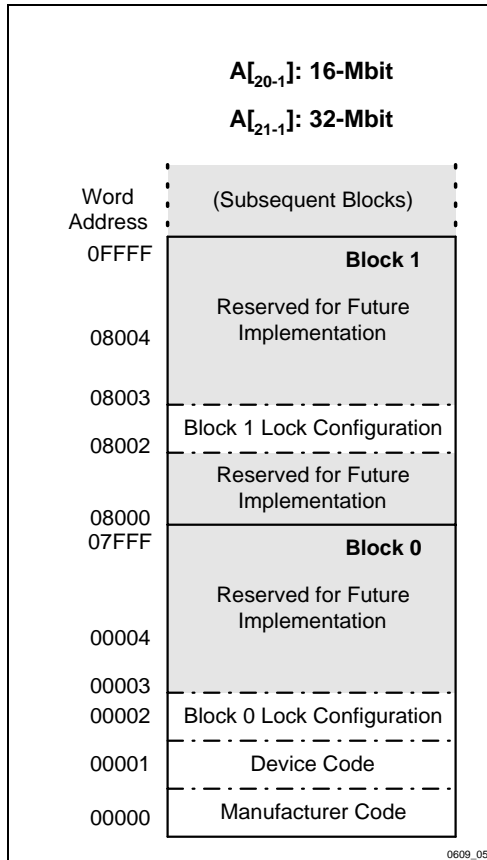 A[20-1]: 16-Mbit
A[21-1]: 32-Mbit
Word
Address
(Subsequent Blocks)
0FFFF
Block 1
Reserved for Future
Implementation
08004
08003
Block 1 Lock Configuration
08002
Reserved for Future
Implementation
08000
07FFF
Block 0
Reserved for Future
Implementation
00004
00003
00002
Block 0 Lock Configuration
00001
Device Code
00000
Manufacturer Code
0609_05